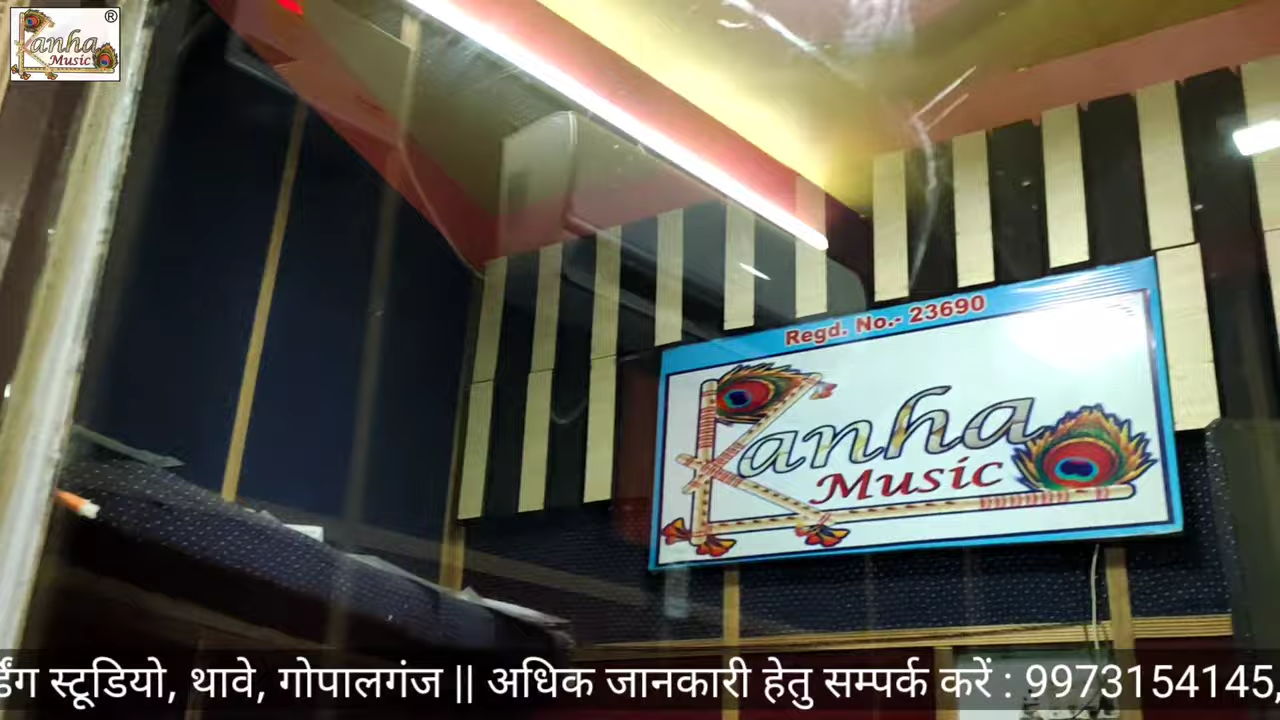 Kanha
Music
®
Regd. No.- 23690
Kanha
Music
र्डिंग स्टूडियो, थावे, गोपालगंज || अधिक जानकारी हेतु सम्पर्क करें : 9973154145,